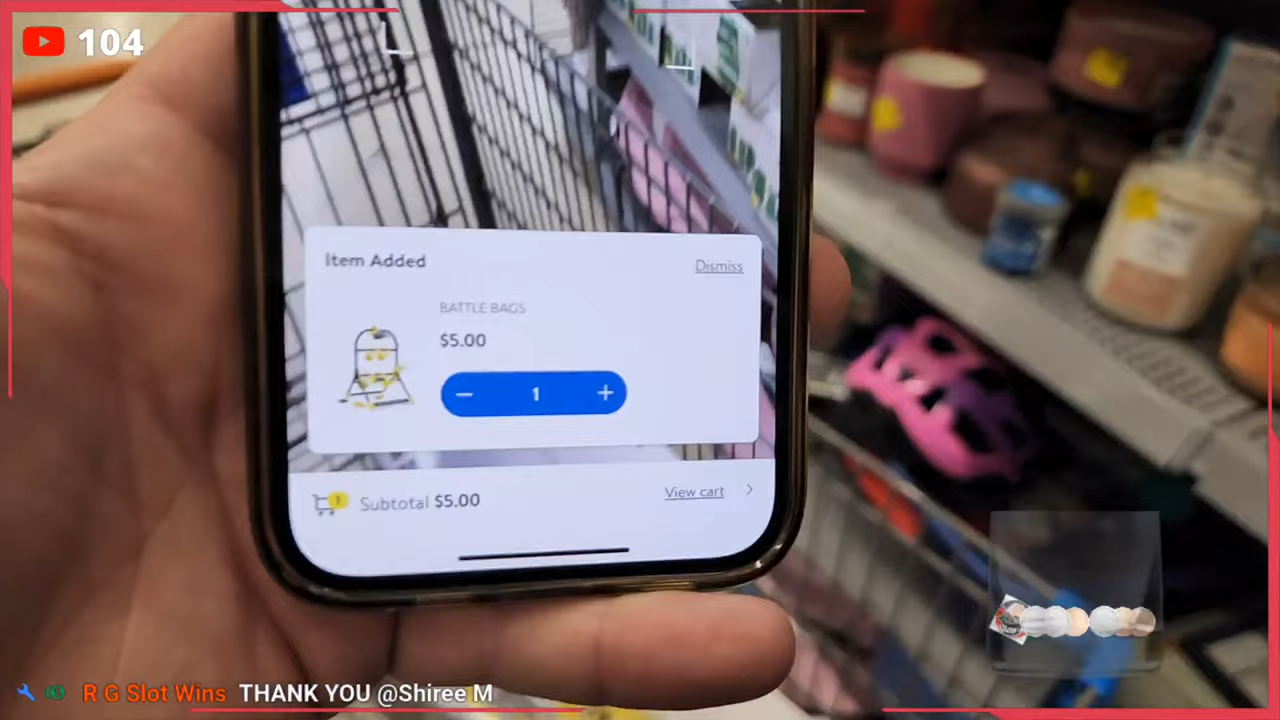 104
Item Added
Dismiss
BATTLE BAGS
$5.00
1
1
Subtotal $5.00
View cart
R G Slot Wins THANK YOU @Shiree M